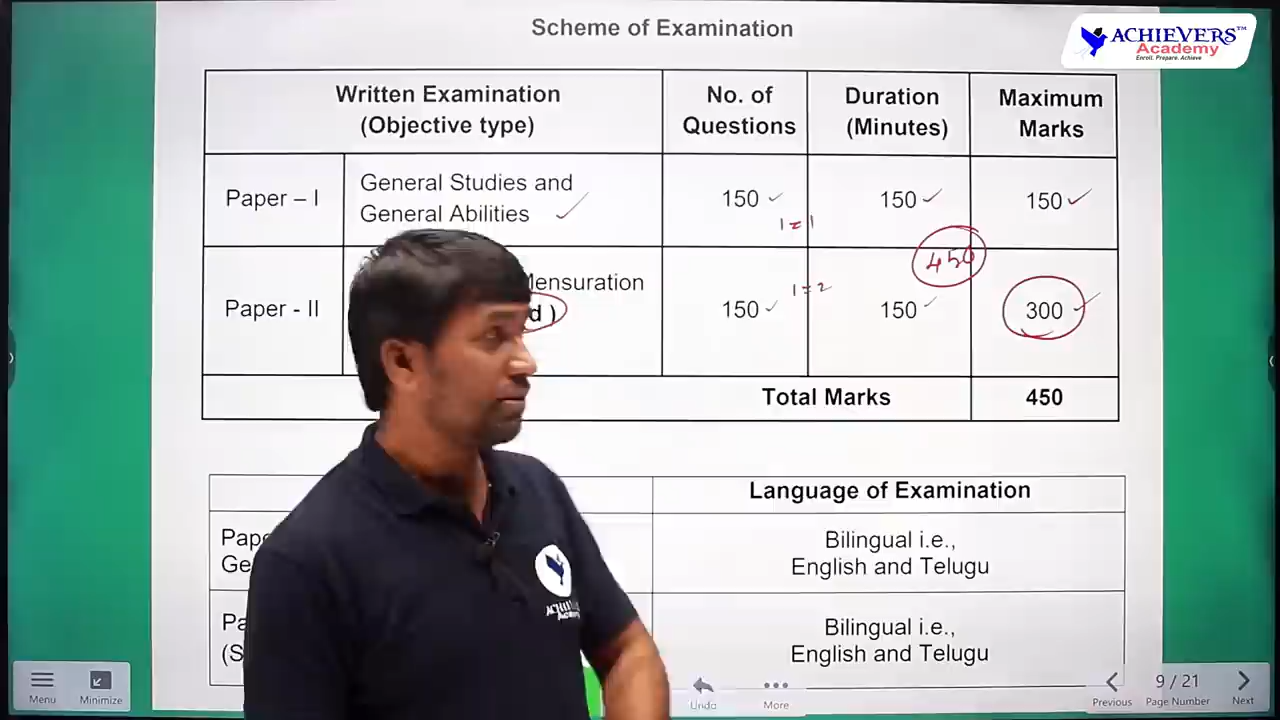 Scheme of Examination
ACHIEVERS™
Academy
Enroll. Prepare. Achieve
Written Examination
(Objective type)
No. of
Questions
Duration
(Minutes)
Maximum
Marks
Paper – I
General Studies and
General Abilities
150
150
150
1 = 1
450
Paper - II
Mensuration
d )
150
1 = 2
150
300
Total Marks
450
Language of Examination
Bilingual i.e.,
English and Telugu
Bilingual i.e.,
English and Telugu
(S
Menu
Minimize
Undo
More
Previous
9 / 21
Page Number
Next